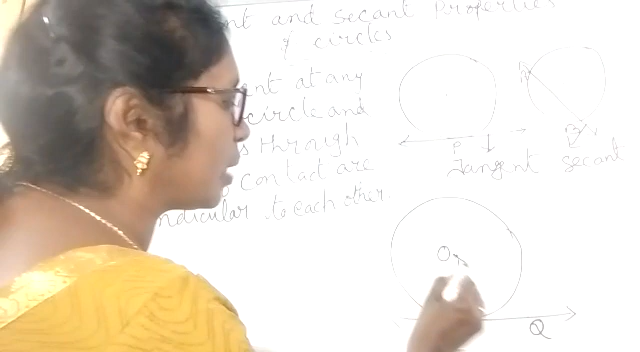 nt and secant Properties
of circles
ent at any
circle and
s through
contact are
ndicular to each other.
A
P
B
Tangent secant
O
Q